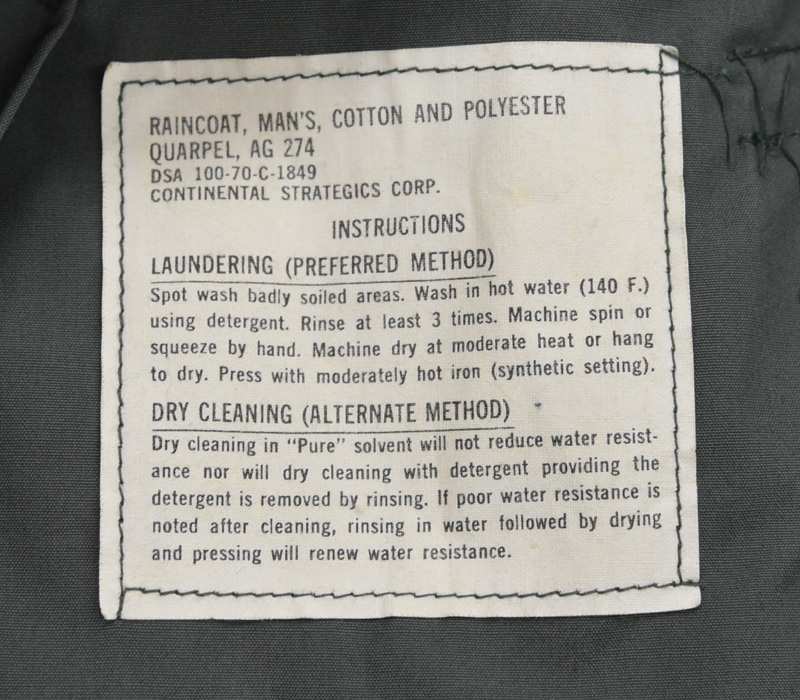 RAINCOAT, MAN'S, COTTON AND POLYESTER
QUARPEL, AG 274
DSA 100-70-C-1849
CONTINENTAL STRATEGICS CORP.
INSTRUCTIONS
LAUNDERING (PREFERRED METHOD)
Spot wash badly soiled areas. Wash in hot water (140 F.)
using detergent. Rinse at least 3 times. Machine spin or
squeeze by hand. Machine dry at moderate heat or hang
to dry. Press with moderately hot iron (synthetic setting).
DRY CLEANING (ALTERNATE METHOD)
Dry cleaning in "Pure" solvent will not reduce water resist-
ance nor will dry cleaning with detergent providing the
detergent is removed by rinsing. If poor water resistance is
noted after cleaning, rinsing in water followed by drying
and pressing will renew water resistance.